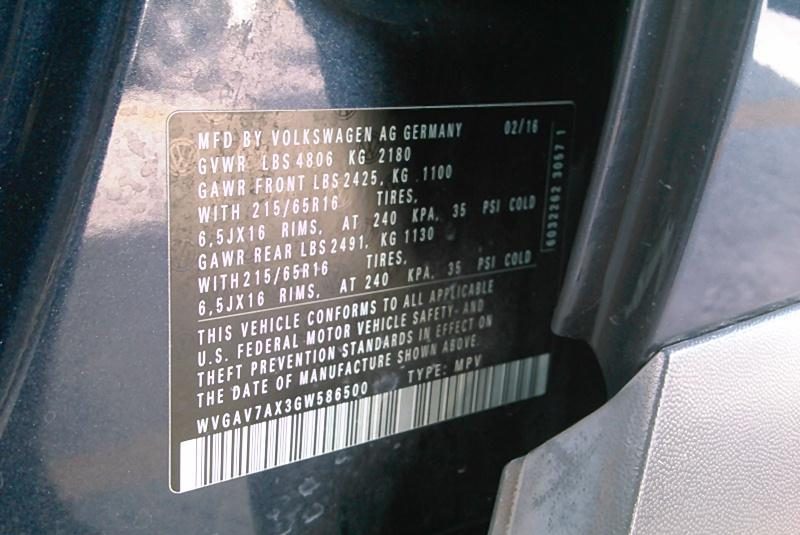 MFD BY VOLKSWAGEN AG GERMANY 02/16
GVWR LBS 4806 KG 2180
GAWR FRONT LBS 2425, KG 1100
WITH 215/65R16 TIRES,
6,5JX16 RIMS, AT 240 KPA, 35 PSI COLD
GAWR REAR LBS 2491, KG 1130
WITH 215/65R16 TIRES,
6,5JX16 RIMS, AT 240 KPA, 35 PSI COLD
THIS VEHICLE CONFORMS TO ALL APPLICABLE
U.S. FEDERAL MOTOR VEHICLE SAFETY- AND
THEFT PREVENTION STANDARDS IN EFFECT ON
THE DATE OF MANUFACTURE SHOWN ABOVE.
WVGAV7AX3GW586500 TYPE: MPV
6032262 3057 1